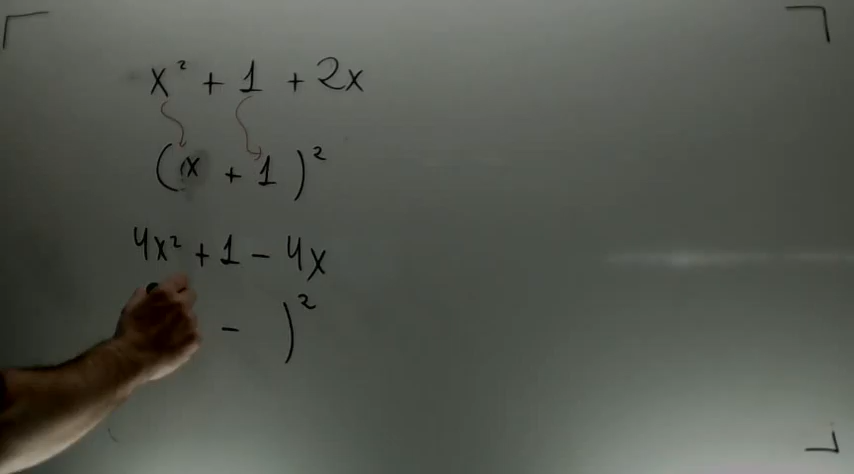 x² + 1 + 2x
(x + 1)²
4x² + 1 - 4x
- )²